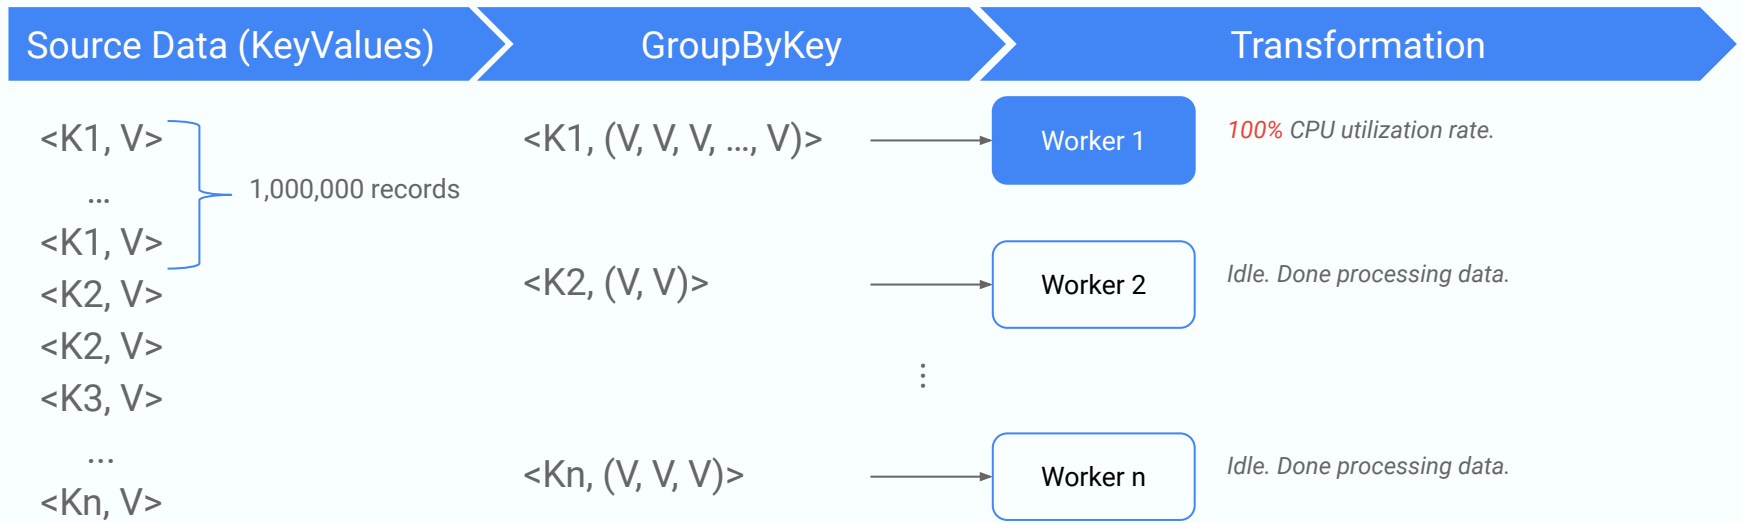 Source Data (KeyValues)
GroupByKey
Transformation
<K1, V>
...
<K1, V>
<K2, V>
<K2, V>
<K3, V>
...
<Kn, V>
1,000,000 records
<K1, (V, V, V, ..., V)>
<K2, (V, V)>
<Kn, (V, V, V)>
Worker 1
Worker 2
⋮
Worker n
100% CPU utilization rate.
Idle. Done processing data.
Idle. Done processing data.